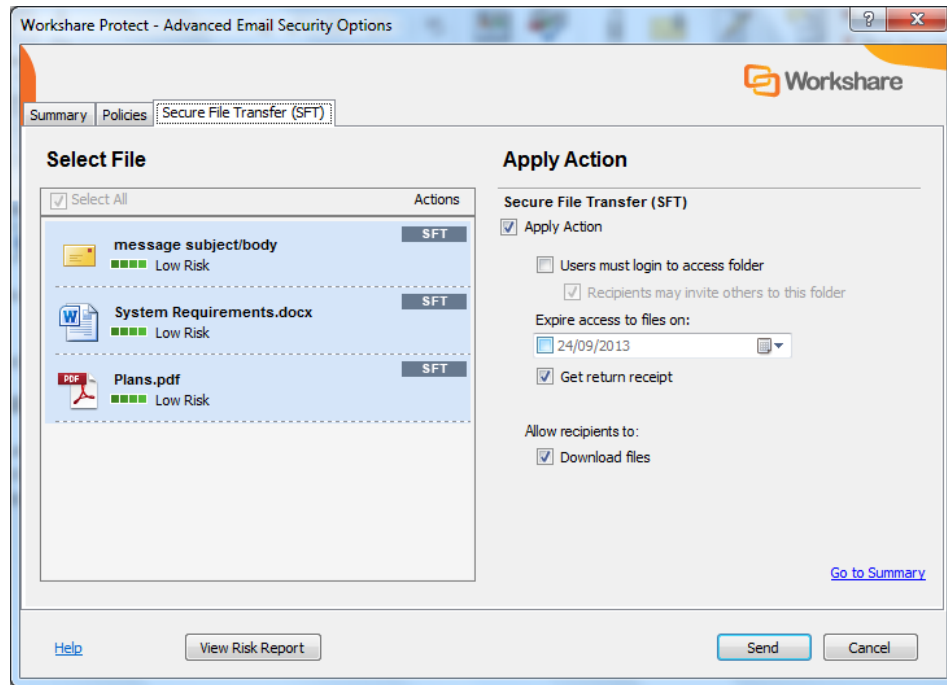 Workshare Protect - Advanced Email Security Options
?
x
Workshare
Summary
Policies
Secure File Transfer (SFT)
Select File
Select All
Actions
message subject/body
SFT
Low Risk
W
System Requirements.docx
SFT
Low Risk
PDF
Plans.pdf
SFT
Low Risk
Apply Action
Secure File Transfer (SFT)
Apply Action
Users must login to access folder
Recipients may invite others to this folder
Expire access to files on:
24/09/2013
Get return receipt
Allow recipients to:
Download files
Go to Summary
Help
View Risk Report
Send
Cancel